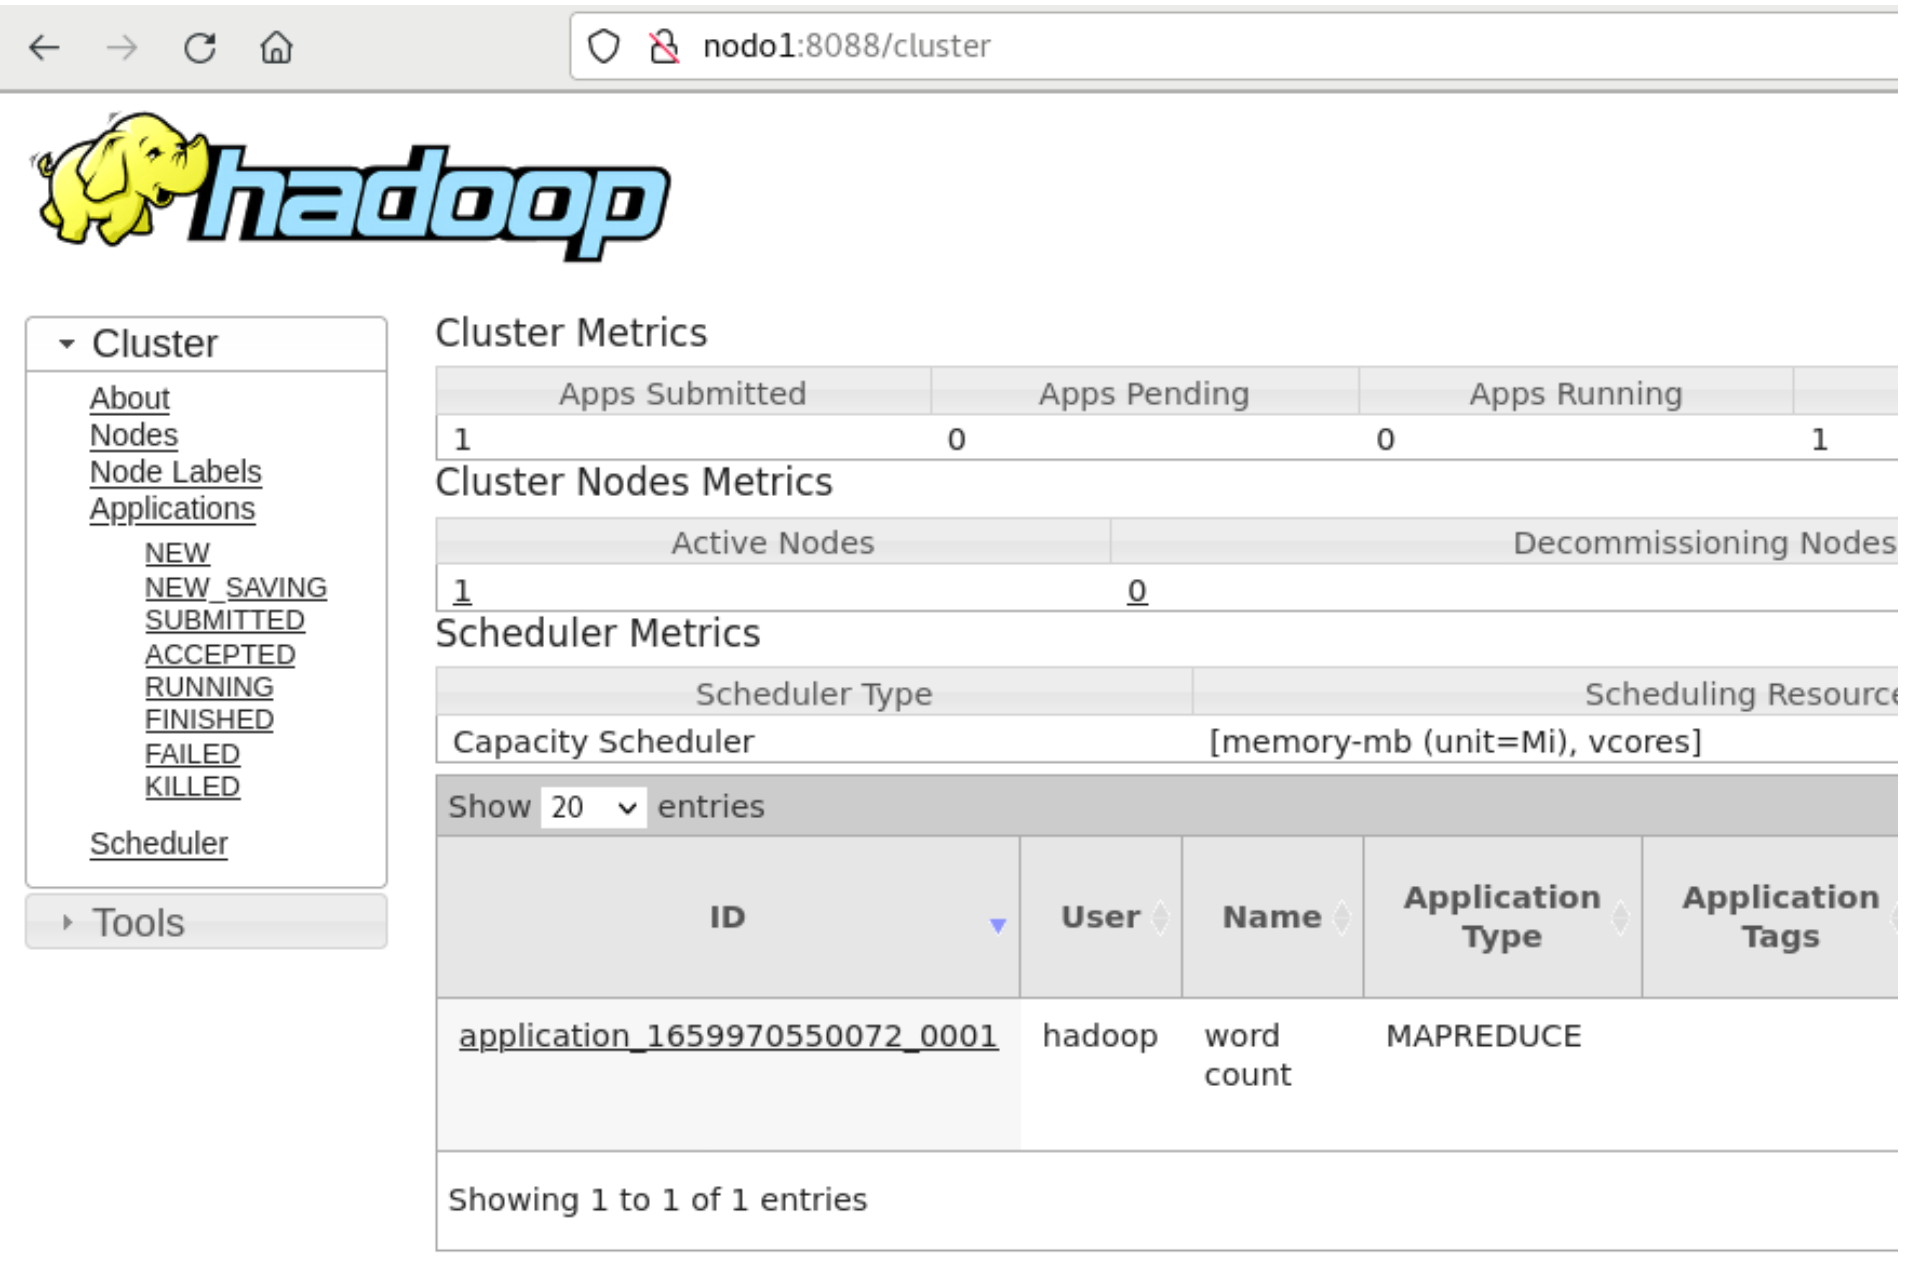 nodo1:8088/cluster
hadoop
Cluster
About
Nodes
Node Labels
Applications
NEW
NEW_SAVING
SUBMITTED
ACCEPTED
RUNNING
FINISHED
FAILED
KILLED
Scheduler
Tools
Cluster Metrics
Apps Submitted Apps Pending Apps Running
1 0 0 1
Cluster Nodes Metrics
Active Nodes Decommissioning Nodes
1 0
Scheduler Metrics
Scheduler Type Scheduling Resource
Capacity Scheduler [memory-mb (unit=Mi), vcores]
Show 20 entries
ID User Name Application Type Application Tags
application_1659970550072_0001 hadoop word count MAPREDUCE
Showing 1 to 1 of 1 entries